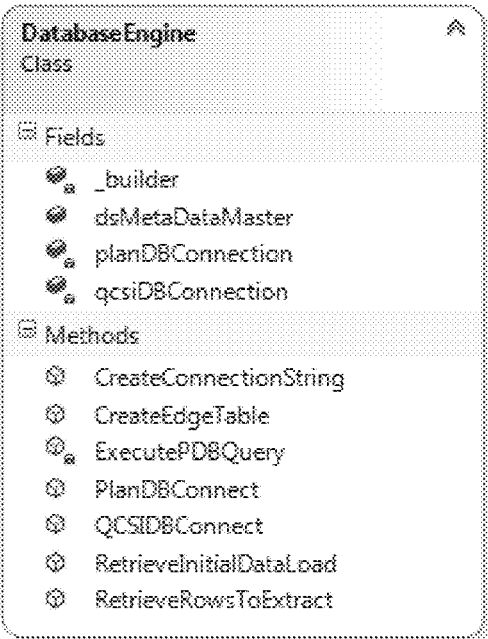 DatabaseEngine
Class
Fields
_builder
dsMetaDataMaster
planDBConnection
qcsiDBConnection
Methods
CreateConnectionString
CreateEdgeTable
ExecutePDBQuery
PlanDBConnect
QCSIDBConnect
RetrieveInitialDataLoad
RetrieveRowsToExtract